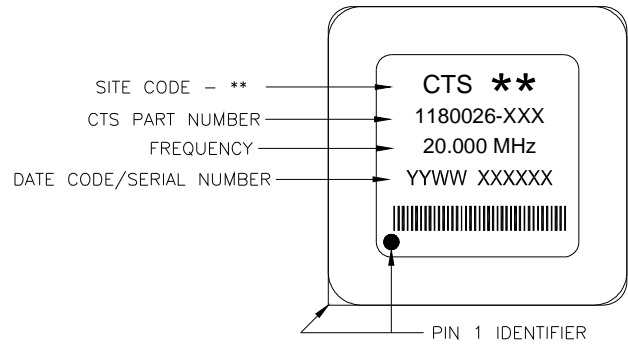 SITE CODE – **
CTS PART NUMBER
FREQUENCY
DATE CODE/SERIAL NUMBER
CTS **
1180026-XXX
20.000 MHz
YYWW XXXXXX
PIN 1 IDENTIFIER